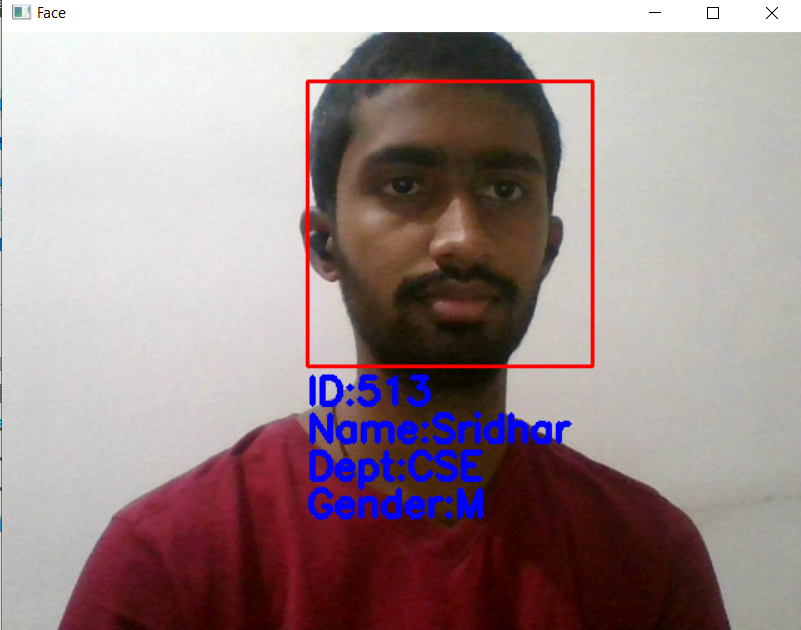 Face
ID:513
Name:Sridhar
Dept:CSE
Gender:M